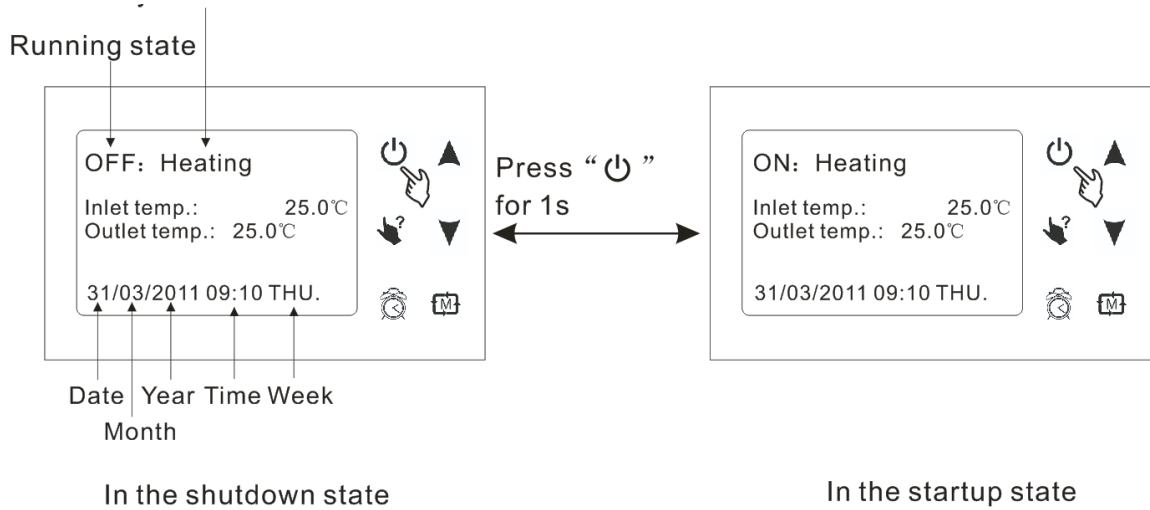 Running state
OFF: Heating
Inlet temp.: 25.0℃
Outlet temp.: 25.0℃
31/03/2011 09:10 THU.
Date Year Time Week
Month
In the shutdown state
Press “⏻”
for 1s
ON: Heating
Inlet temp.: 25.0℃
Outlet temp.: 25.0℃
31/03/2011 09:10 THU.
In the startup state
?
M
?
M